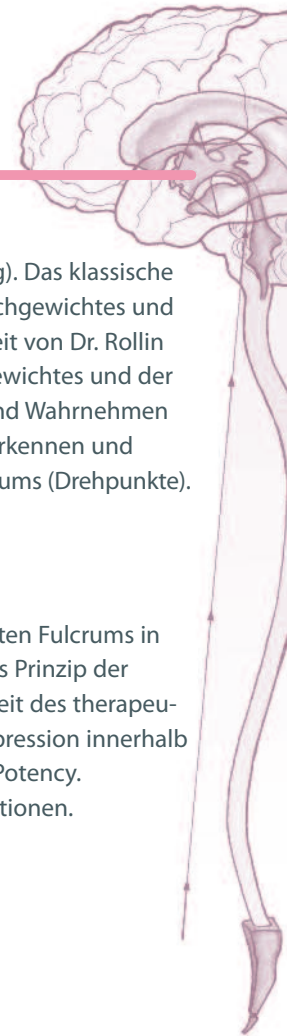 g). Das klassische
chgewichtes und
eit von Dr. Rollin
ewichtes und der
nd Wahrnehmen
rkennen und
ums (Drehpunkte).
ten Fulcrums in
s Prinzip der
eit des therapeu-
pression innerhalb
Potency.
tionen.